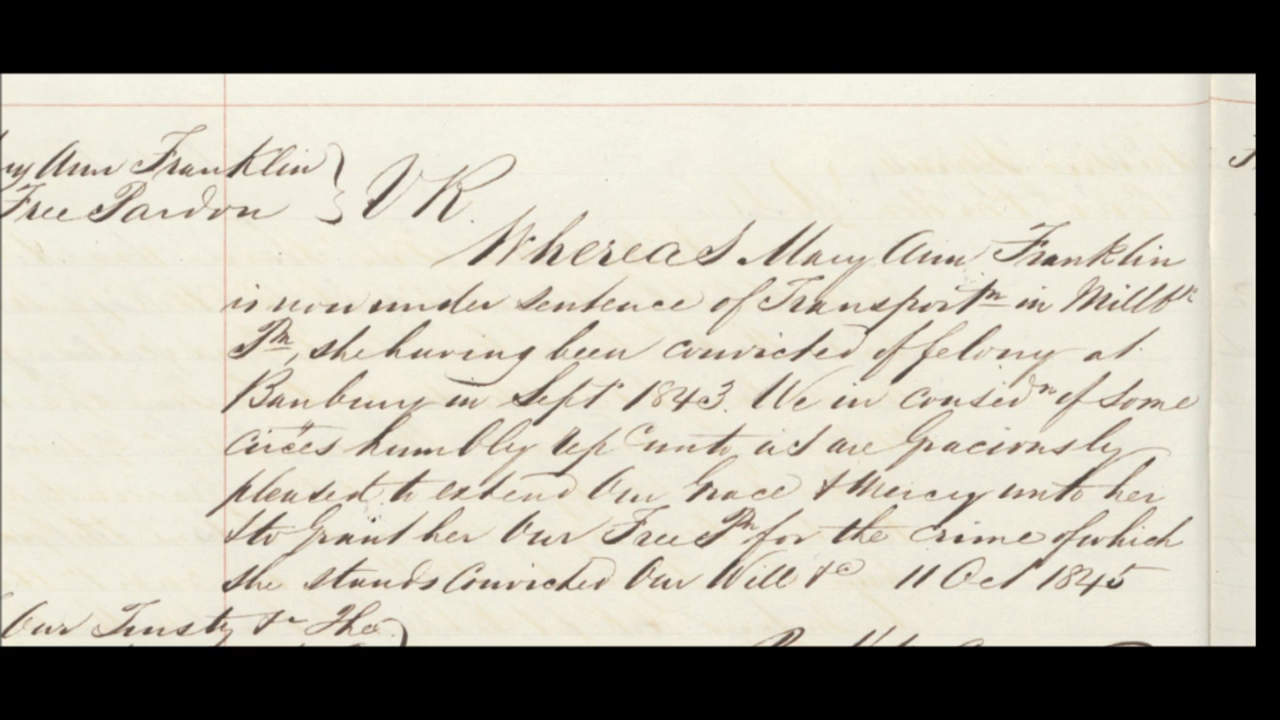 Ann Franklin
Free Pardon } VR
Whereas Mary Ann Franklin
is now under sentence of Transportn in Millbk
Pn, she having been convicted of felony at
Banbury in Sept 1843. We in considn of some
circes humbly repd unto us are Graciously
pleased to extend Our Grace & Mercy unto her
& to Grant her Our Free Pn for the crime of which
she stands Convicted Our Will &c 11 Oct 1845
Our Trusty &c Tho